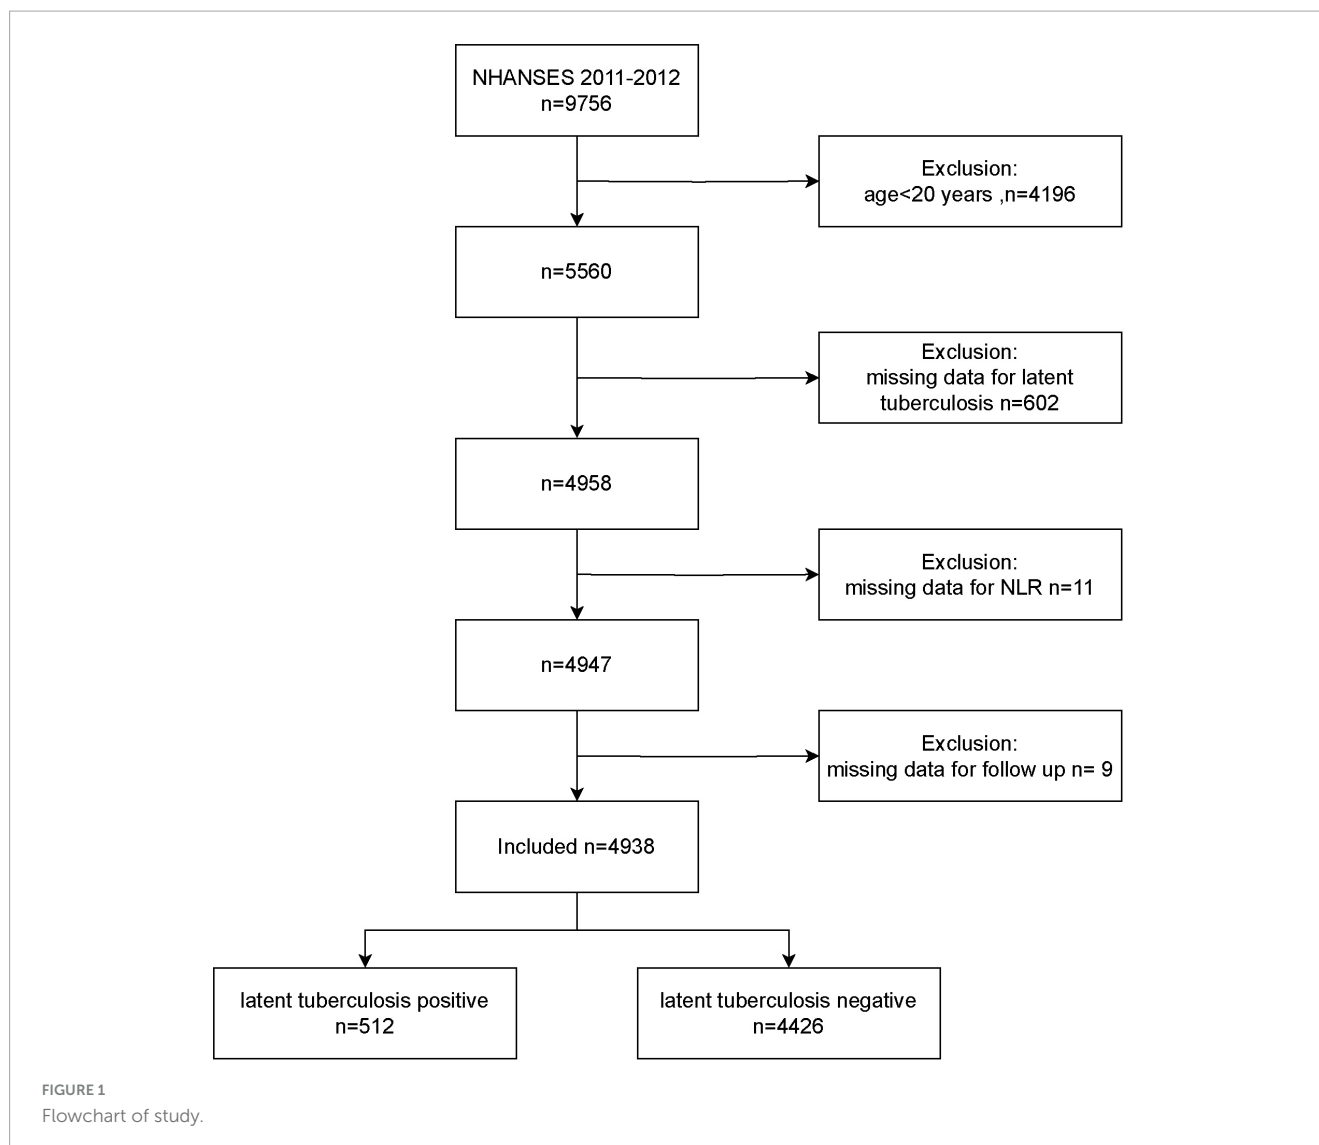 NHANSES 2011-2012
n=9756
Exclusion:
age<20 years ,n=4196
n=5560
Exclusion:
missing data for latent
tuberculosis n=602
n=4958
Exclusion:
missing data for NLR n=11
n=4947
Exclusion:
missing data for follow up n= 9
Included n=4938
latent tuberculosis positive
n=512
latent tuberculosis negative
n=4426
FIGURE 1
Flowchart of study.